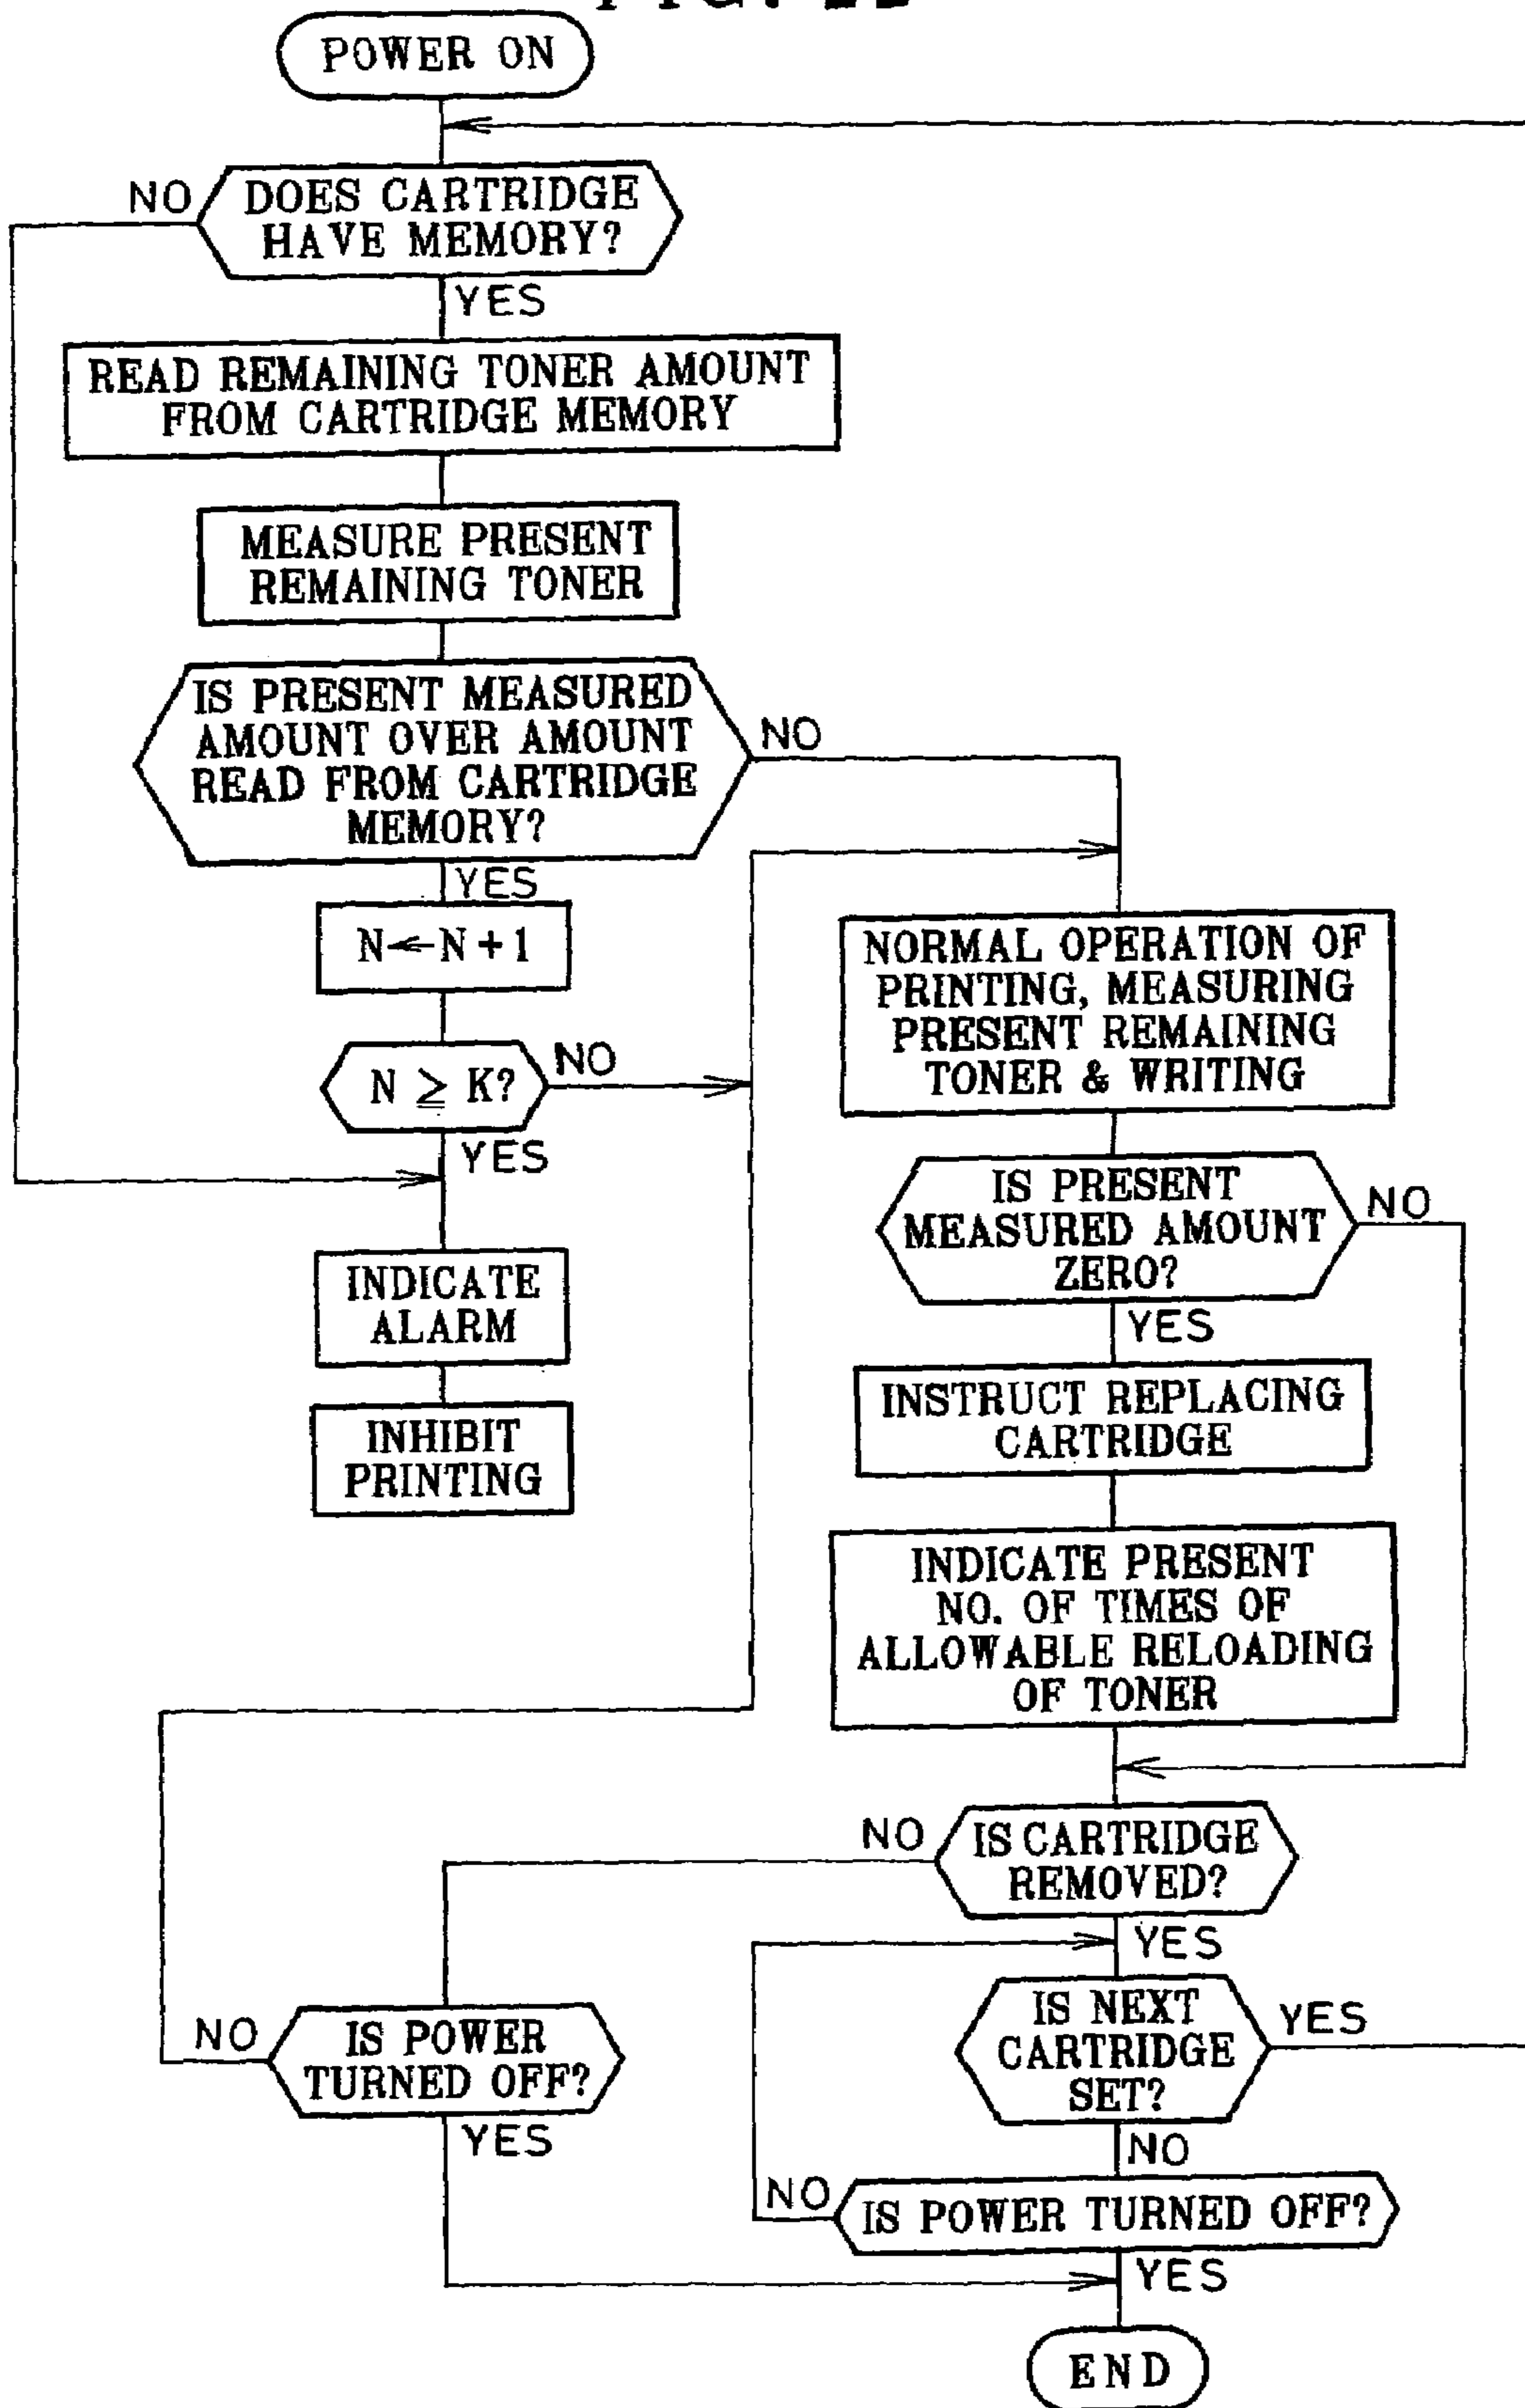 POWER ON
NO
DOES CARTRIDGE
HAVE MEMORY?
YES
READ REMAINING TONER AMOUNT
FROM CARTRIDGE MEMORY
MEASURE PRESENT
REMAINING TONER
IS PRESENT MEASURED
AMOUNT OVER AMOUNT
READ FROM CARTRIDGE
MEMORY?
NO
YES
N←N+1
N ≧ K?
NO
YES
INDICATE
ALARM
INHIBIT
PRINTING
NORMAL OPERATION OF
PRINTING, MEASURING
PRESENT REMAINING
TONER & WRITING
IS PRESENT
MEASURED AMOUNT
ZERO?
NO
YES
INSTRUCT REPLACING
CARTRIDGE
INDICATE PRESENT
NO. OF TIMES OF
ALLOWABLE RELOADING
OF TONER
NO
IS CARTRIDGE
REMOVED?
YES
IS NEXT
CARTRIDGE
SET?
YES
NO
NO
IS POWER
TURNED OFF?
YES
NO
IS POWER TURNED OFF?
YES
END